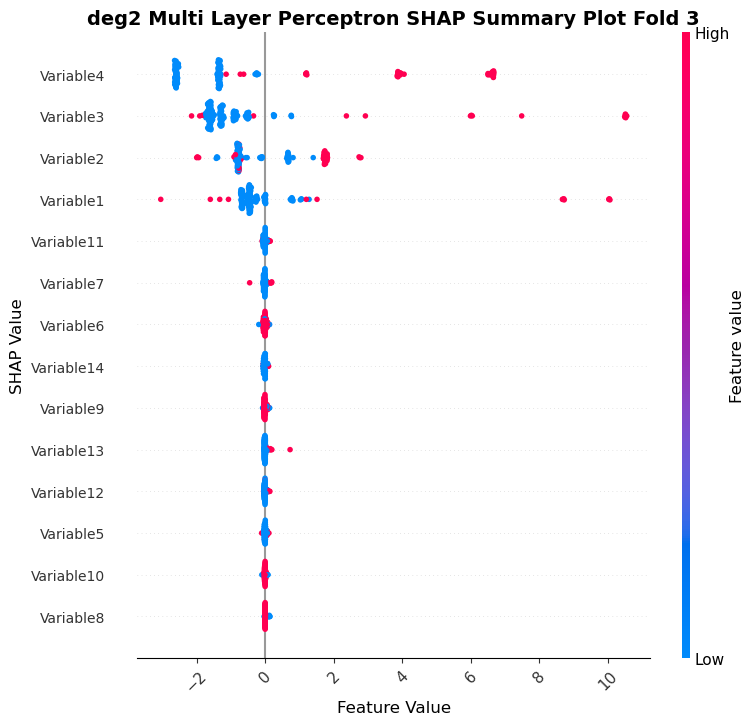 deg2 Multi Layer Perceptron SHAP Summary Plot Fold 3
High
Variable4
Variable3
Variable2
Variable1
Variable11
Variable7
Variable6
Variable14
Variable9
Variable13
Variable12
Variable5
Variable10
Variable8
SHAP Value
Feature value
Low
−2
0
2
4
6
8
10
Feature Value